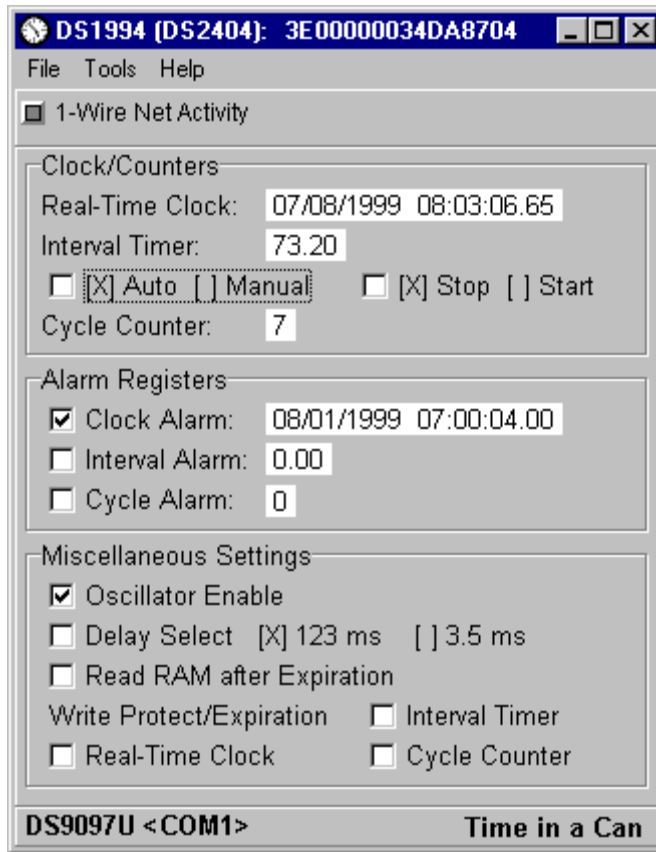 DS1994 (DS2404): 3E00000034DA8704
File Tools Help
1-Wire Net Activity
Clock/Counters
Real-Time Clock: 07/08/1999 08:03:06.65
Interval Timer: 73.20
[X] Auto [ ] Manual [X] Stop [ ] Start
Cycle Counter: 7
Alarm Registers
Clock Alarm: 08/01/1999 07:00:04.00
Interval Alarm: 0.00
Cycle Alarm: 0
Miscellaneous Settings
Oscillator Enable
Delay Select [X] 123 ms [ ] 3.5 ms
Read RAM after Expiration
Write Protect/Expiration Interval Timer
Real-Time Clock Cycle Counter
DS9097U <COM1> Time in a Can